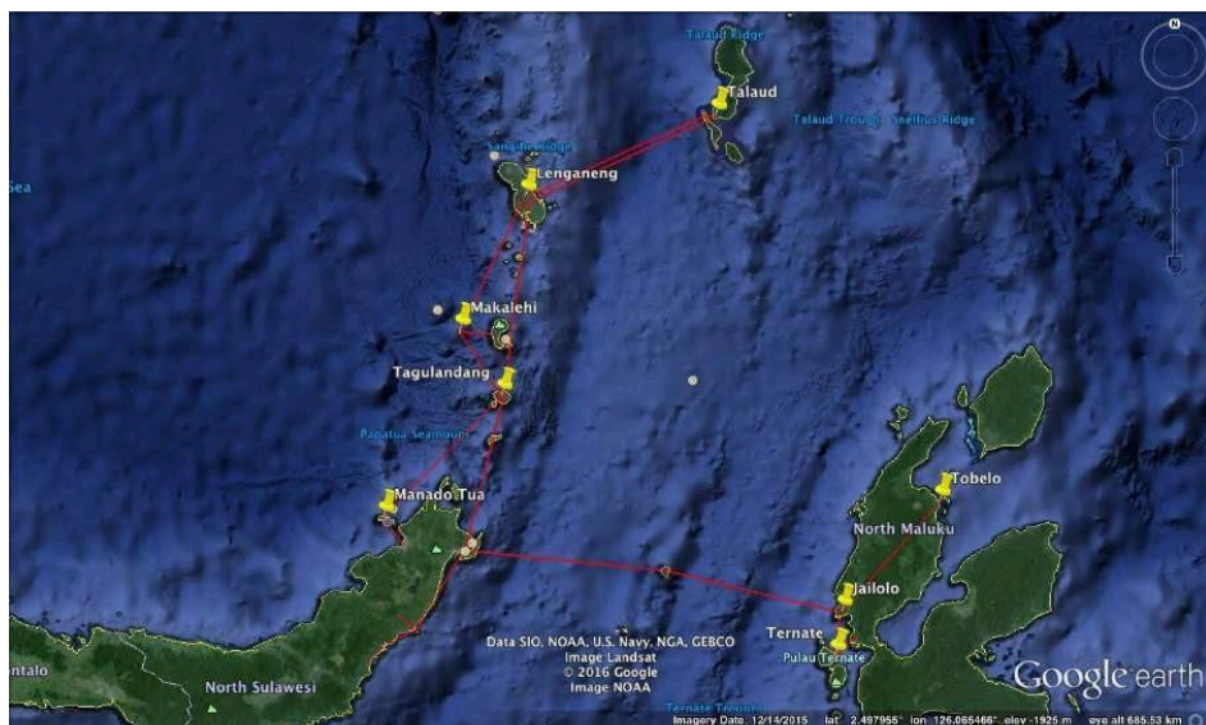 N
Talaud Ridge
Talaud
Talaud Trough
Snellius Ridge
Sangihe Ridge
Lenganeng
Sea
Makalehi
Tagulandang
Papatua Seamount
Manado Tua
Tobelo
North Maluku
Jailolo
Ternate
Pulau Ternate
Data SIO, NOAA, U.S. Navy, NGA, GEBCO
Image Landsat
© 2016 Google
Image NOAA
ontalo
North Sulawesi
Google earth
Ternate Trough
Imagery Date: 12/14/2015 lat 2.497955° lon 126.065466° elev -1925 m eye alt 685.53 km